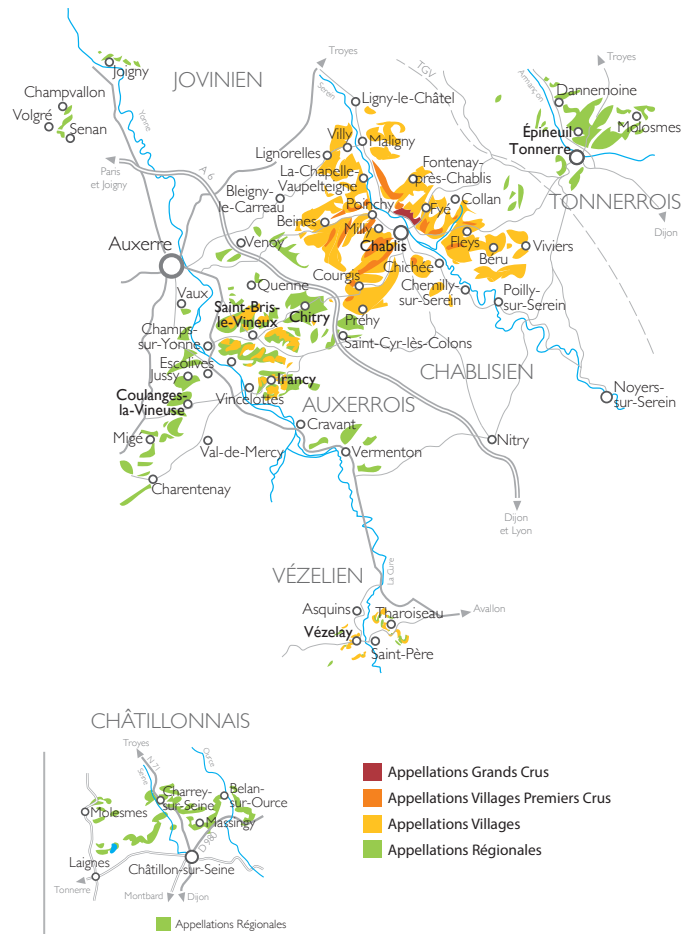 Troyes
JOVINIEN
Joigny
Yonne
Champvallon
Volgré
Senan
Paris
et Joigny
A 6
Serein
TGV
Ligny-le-Châtel
Villy
Maligny
Lignorelles
La-Chapelle-
Vaupelteigne
Fontenay-
près-Chablis
Bleigny-
le-Carreau
Poinchy
Fyé
Collan
Beines
Milly
Chablis
Fleys
Viviers
Béru
Chichée
Courgis
Chemilly-
sur-Serein
Poilly-
sur-Serein
Préhy
Saint-Cyr-lès-Colons
CHABLISIEN
Noyers-
sur-Serein
Nitry
Dijon
et Lyon
Troyes
Armançon
Dannemoine
Molosmes
Épineuil
Tonnerre
TONNERROIS
Dijon
Auxerre
Venoy
Quenne
Vaux
Saint-Bris-
le-Vineux
Chitry
Champs-
sur-Yonne
Escolives
Jussy
Irancy
Coulanges-
la-Vineuse
Vincelottes
AUXERROIS
Cravant
Migé
Val-de-Mercy
Vermenton
Charentenay
VÉZELIEN
La Cure
Asquins
Tharoiseau
Avallon
Vézelay
Saint-Père
CHÂTILLONNAIS
Troyes
N 71
Seine
Ource
Charrey-
sur-Seine
Belan-
sur-Ource
Molesmes
Massingy
D 980
Laignes
Châtillon-sur-Seine
Tonnerre
Montbard
Dijon
Appellations Régionales
Appellations Grands Crus
Appellations Villages Premiers Crus
Appellations Villages
Appellations Régionales